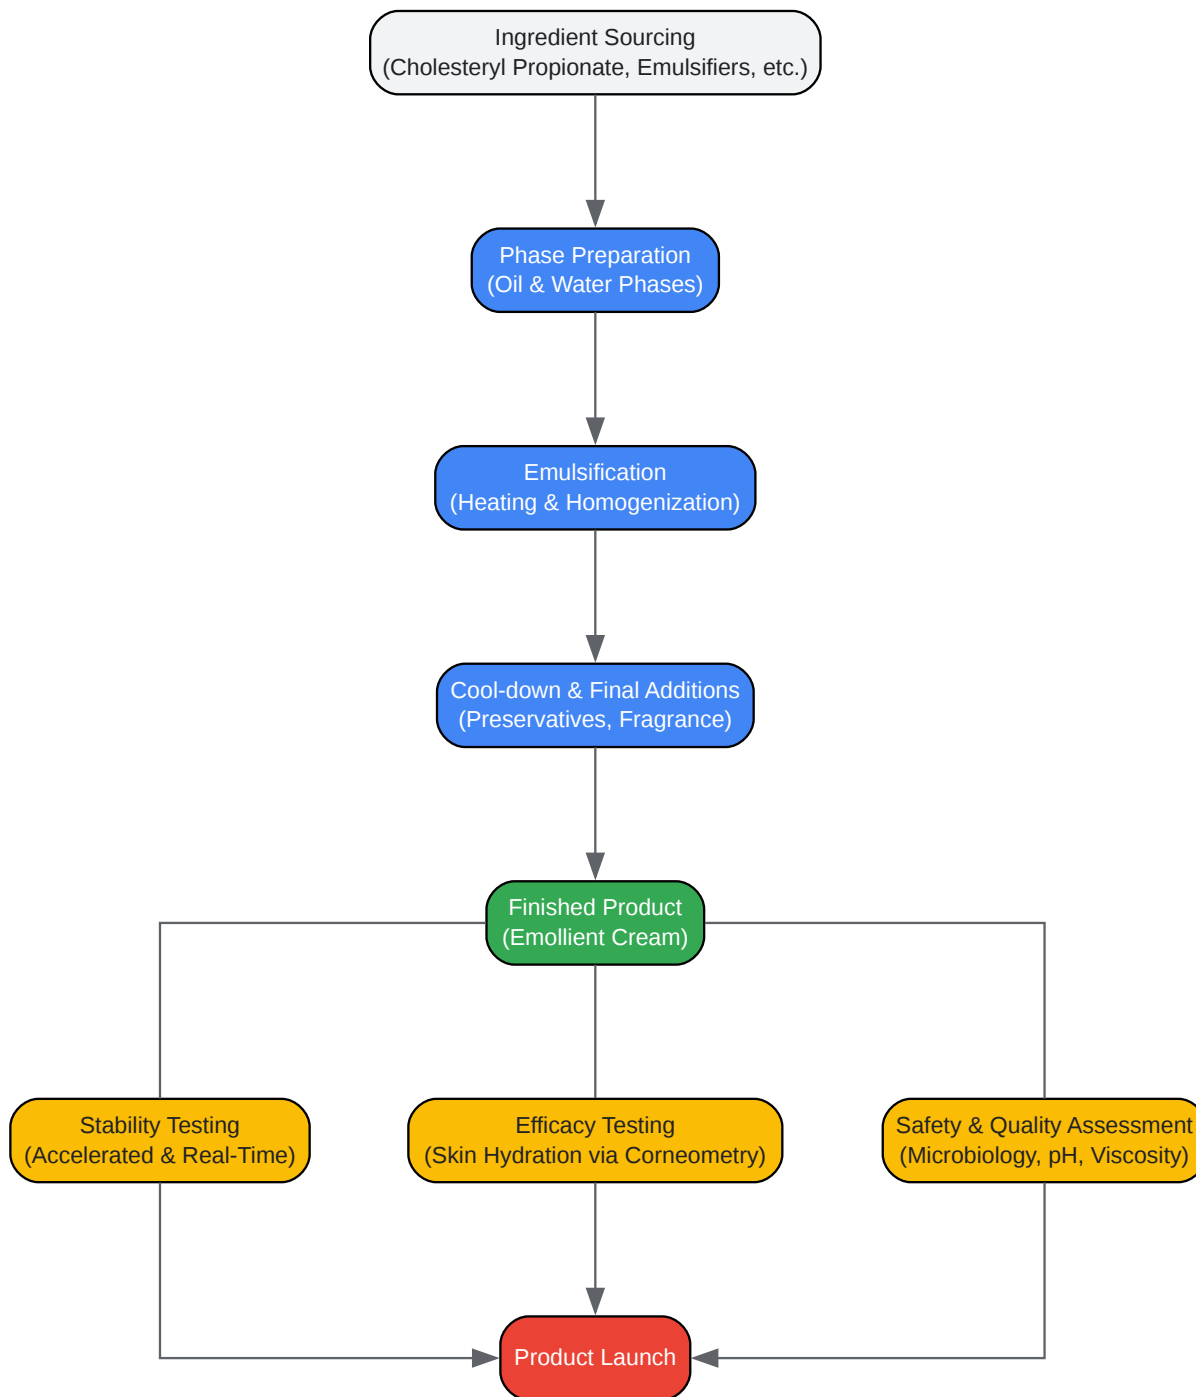 Ingredient Sourcing
(Cholesteryl Propionate, Emulsifiers, etc.)
Phase Preparation
(Oil & Water Phases)
Emulsification
(Heating & Homogenization)
Cool-down & Final Additions
(Preservatives, Fragrance)
Finished Product
(Emollient Cream)
Stability Testing
(Accelerated & Real-Time)
Efficacy Testing
(Skin Hydration via Corneometry)
Safety & Quality Assessment
(Microbiology, pH, Viscosity)
Product Launch